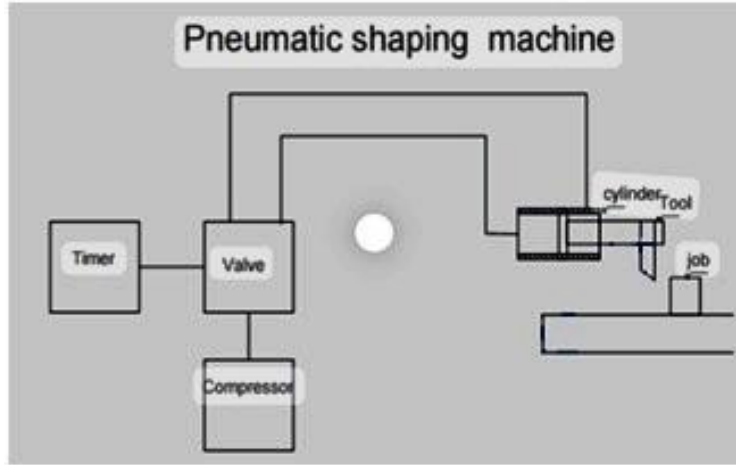 Pneumatic shaping machine
cylinder
Tool
Timer
Valve
job
Compressor